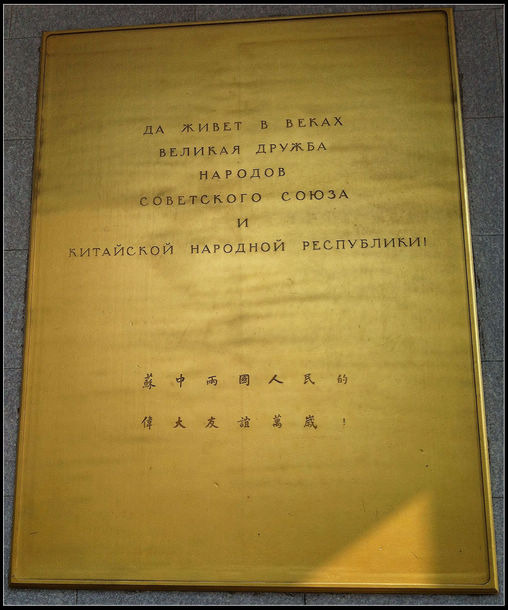 ДА ЖИВЕТ В ВЕКАХ
ВЕЛИКАЯ ДРУЖБА
НАРОДОВ
СОВЕТСКОГО СОЮЗА
И
КИТАЙСКОЙ НАРОДНОЙ РЕСПУБЛИКИ!
蘇中兩國人民的
偉大友誼萬歲!